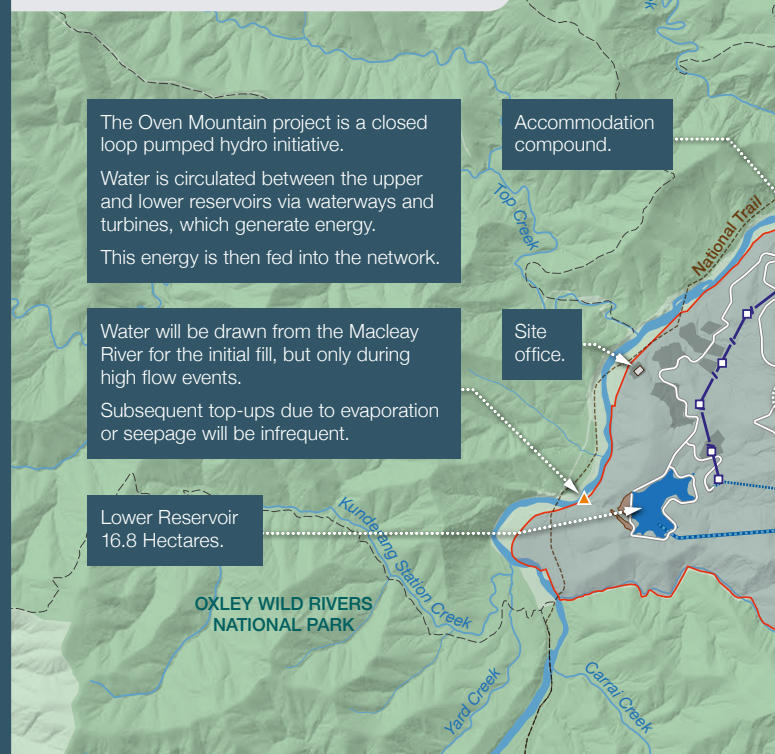 The Oven Mountain project is a closed
loop pumped hydro initiative.
Water is circulated between the upper
and lower reservoirs via waterways and
turbines, which generate energy.
This energy is then fed into the network.
Accommodation
compound.
Top Creek
National Trail
Water will be drawn from the Macleay
River for the initial fill, but only during
high flow events.
Subsequent top-ups due to evaporation
or seepage will be infrequent.
Site
office.
Lower Reservoir
16.8 Hectares.
Kunderang Station Creek
OXLEY WILD RIVERS
NATIONAL PARK
Yard Creek
Carrai Creek